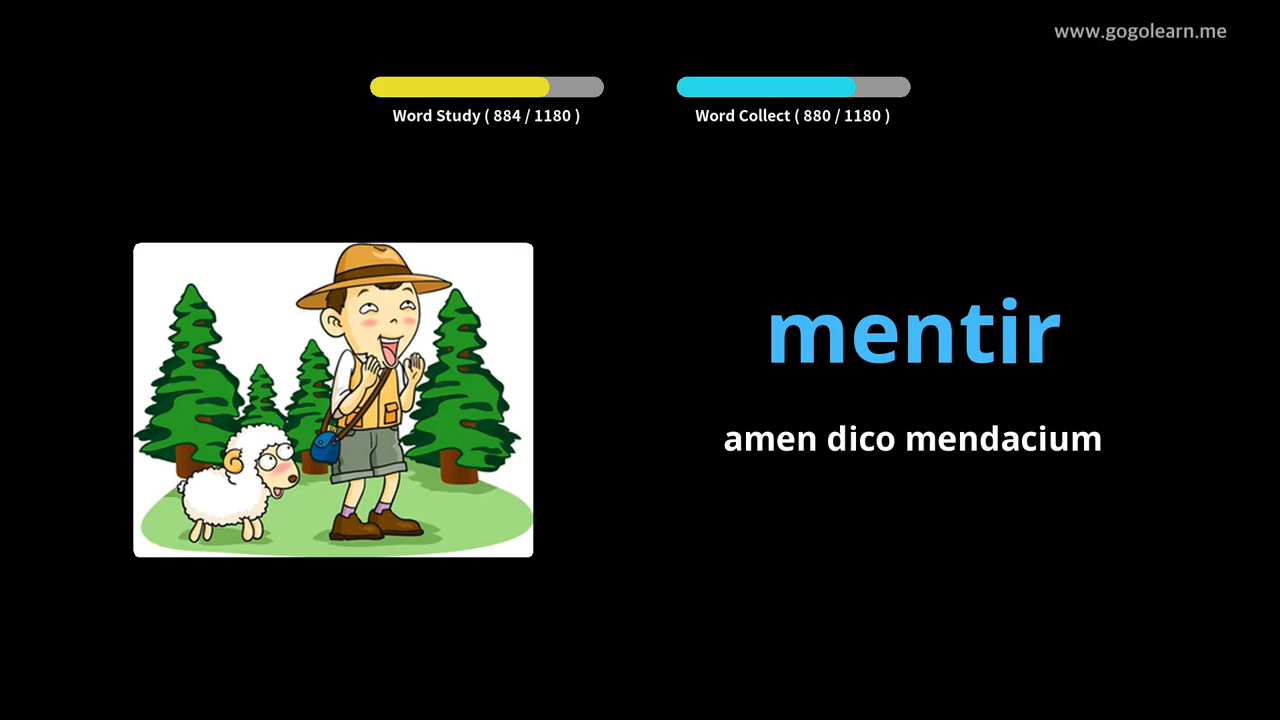 www.gogolearn.me
Word Study ( 884 / 1180 )
Word Collect ( 880 / 1180 )
mentir
amen dico mendacium